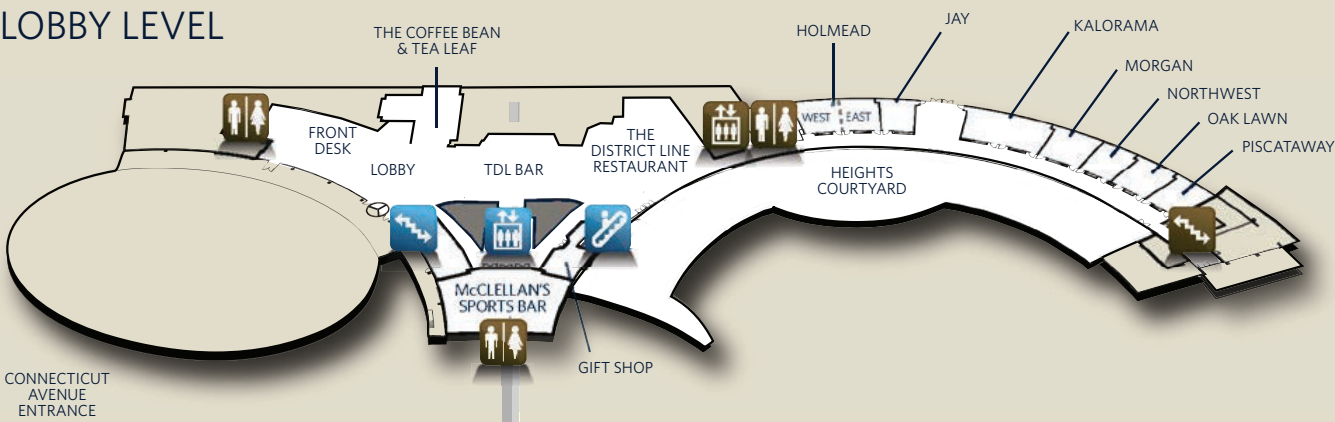 LOBBY LEVEL
THE COFFEE BEAN
& TEA LEAF
HOLMEAD
JAY
KALORAMA
MORGAN
NORTHWEST
OAK LAWN
PISCATAWAY
WEST
EAST
FRONT
DESK
LOBBY
TDL BAR
THE
DISTRICT LINE
RESTAURANT
HEIGHTS
COURTYARD
McCLELLAN'S
SPORTS BAR
GIFT SHOP
CONNECTICUT
AVENUE
ENTRANCE